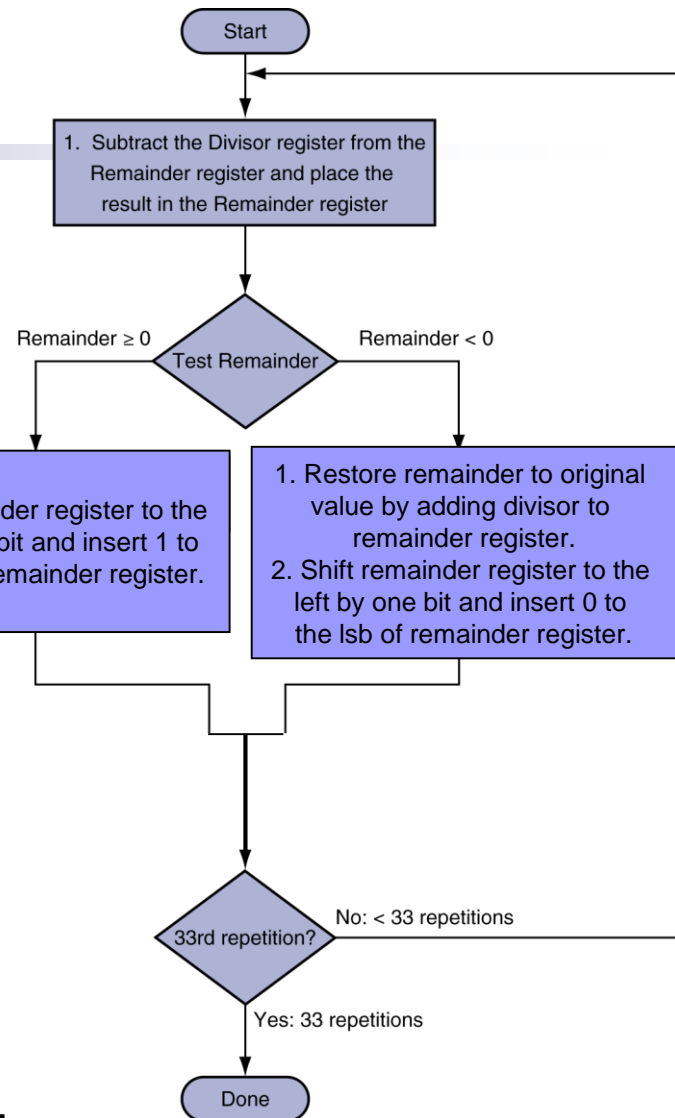 Start
1. Subtract the Divisor register from the
Remainder register and place the
result in the Remainder register
Remainder ≥ 0
Remainder < 0
Test Remainder
der register to the
bit and insert 1 to
emainder register.
1. Restore remainder to original
value by adding divisor to
remainder register.
2. Shift remainder register to the
left by one bit and insert 0 to
the lsb of remainder register.
33rd repetition?
No: < 33 repetitions
Yes: 33 repetitions
Done